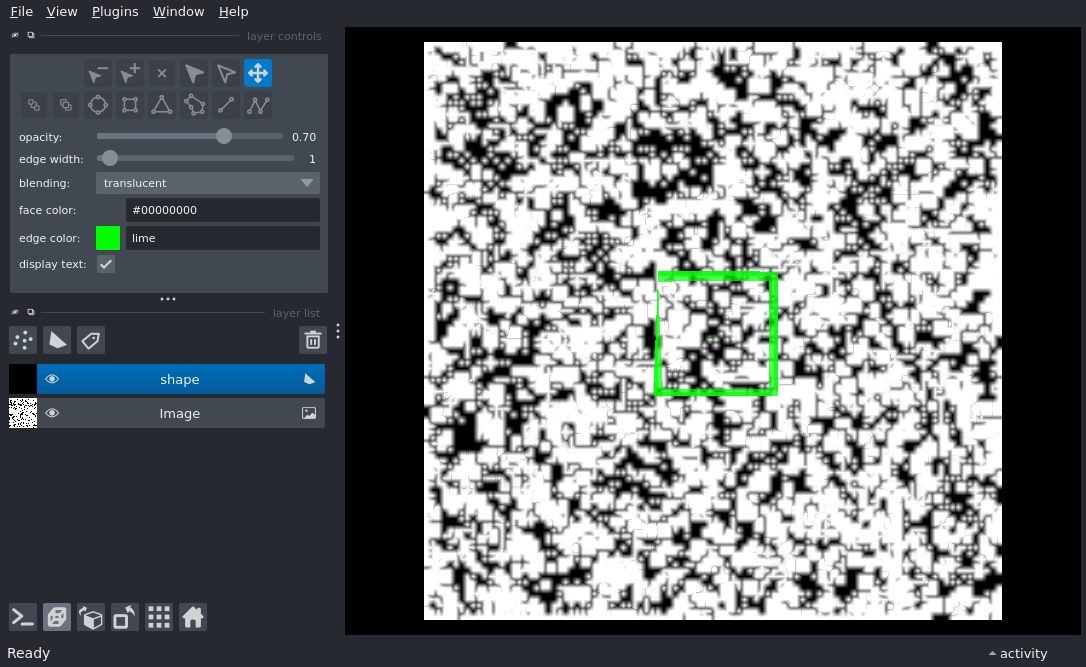 File View Plugins Window Help
layer controls
opacity: 0.70
edge width: 1
blending: translucent
face color: #00000000
edge color: lime
display text:
layer list
shape
Image
Ready
activity